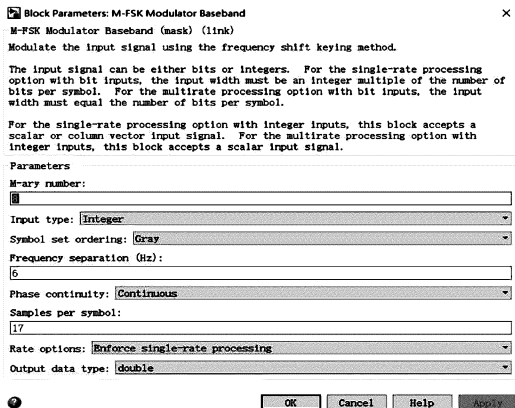 Block Parameters: M-FSK Modulator Baseband
M-FSK Modulator Baseband (mask) (link)
Modulate the input signal using the frequency shift keying method.
The input signal can be either bits or integers. For the single-rate processing
option with bit inputs, the input width must be an integer multiple of the number of
bits per symbol. For the multirate processing option with bit inputs, the input
width must equal the number of bits per symbol.
For the single-rate processing option with integer inputs, this block accepts a
scalar or column vector input signal. For the multirate processing option with
integer inputs, this block accepts a scalar input signal.
Parameters
M-ary number:
Input type: Integer
Symbol set ordering: Gray
Frequency separation (Hz):
6
Phase continuity: Continuous
Samples per symbol:
17
Rate options: Enforce single-rate processing
Output data type: double
OK Cancel Help Apply